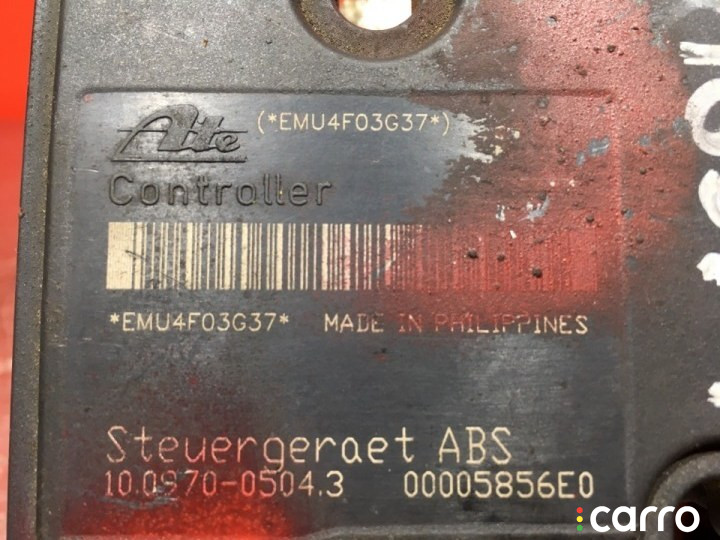 Ate (*EMU4F03G37*)
Controller
*EMU4F03G37* MADE IN PHILIPPINES
Steuergeraet ABS
10.0970-0504.3 00005856E0
carro